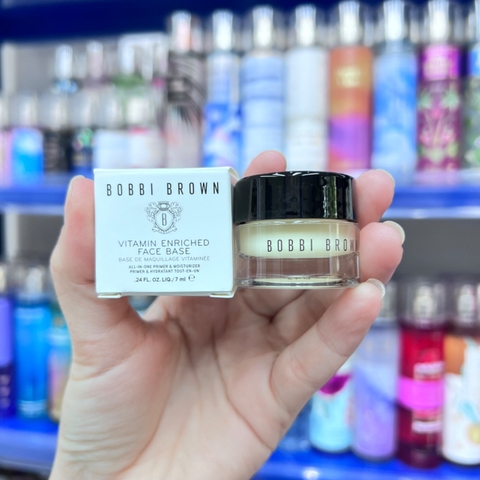 BOBBI BROWN
B
VITAMIN ENRICHED
FACE BASE
BASE DE MAQUILLAGE VITAMINÉE
ALL-IN-ONE PRIMER & MOISTURIZER
PRIMER & HYDRATANT TOUT-EN-UN
.24 FL. OZ. LIQ./7 ml ℮
BOBBI BROWN